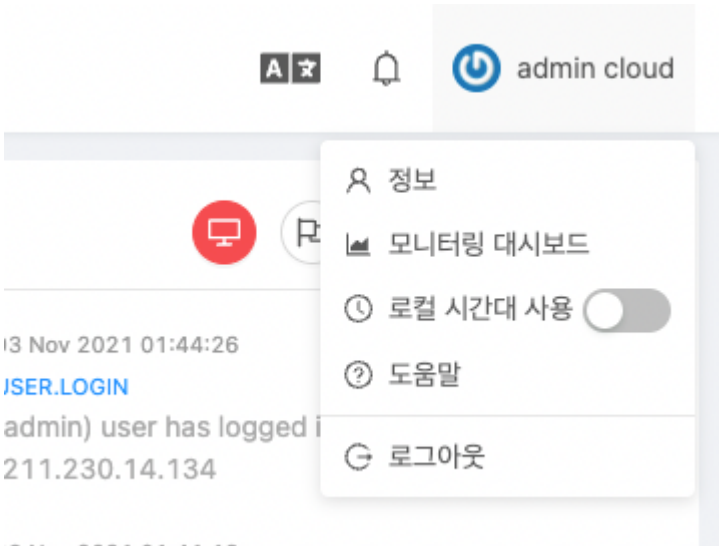 A 文
admin cloud
정보
모니터링 대시보드
로컬 시간대 사용
도움말
로그아웃
3 Nov 2021 01:44:26
USER.LOGIN
admin) user has logged i
211.230.14.134